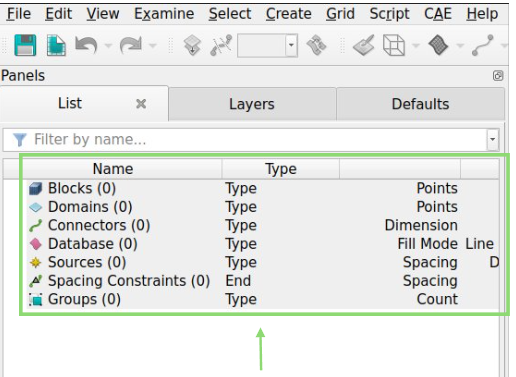 File Edit View Examine Select Create Grid Script CAE Help
Panels
List Layers Defaults
Filter by name...
Name Type
Blocks (0) Type Points
Domains (0) Type Points
Connectors (0) Type Dimension
Database (0) Type Fill Mode Line
Sources (0) Type Spacing D
Spacing Constraints (0) End Spacing
Groups (0) Type Count